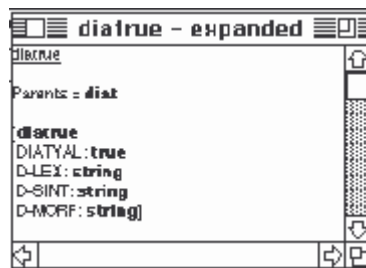 diatrue - expanded
diatrue
Parents = diat
[diatrue
DIATYAL: true
D-LEX: string
D-SINT: string
D-MORF: string]